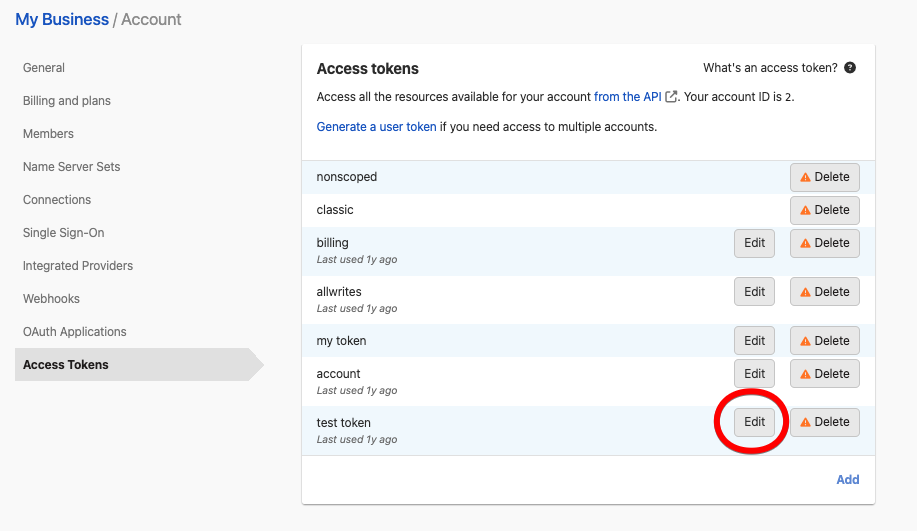 My Business / Account
General
Billing and plans
Members
Name Server Sets
Connections
Single Sign-On
Integrated Providers
Webhooks
OAuth Applications
Access Tokens
Access tokens
What's an access token? ?
Access all the resources available for your account from the API. Your account ID is 2.
Generate a user token if you need access to multiple accounts.
nonscoped Delete
classic Delete
billing Edit Delete
Last used 1y ago
allwrites Edit Delete
Last used 1y ago
my token Edit Delete
account Edit Delete
Last used 1y ago
test token Edit Delete
Last used 1y ago
Add